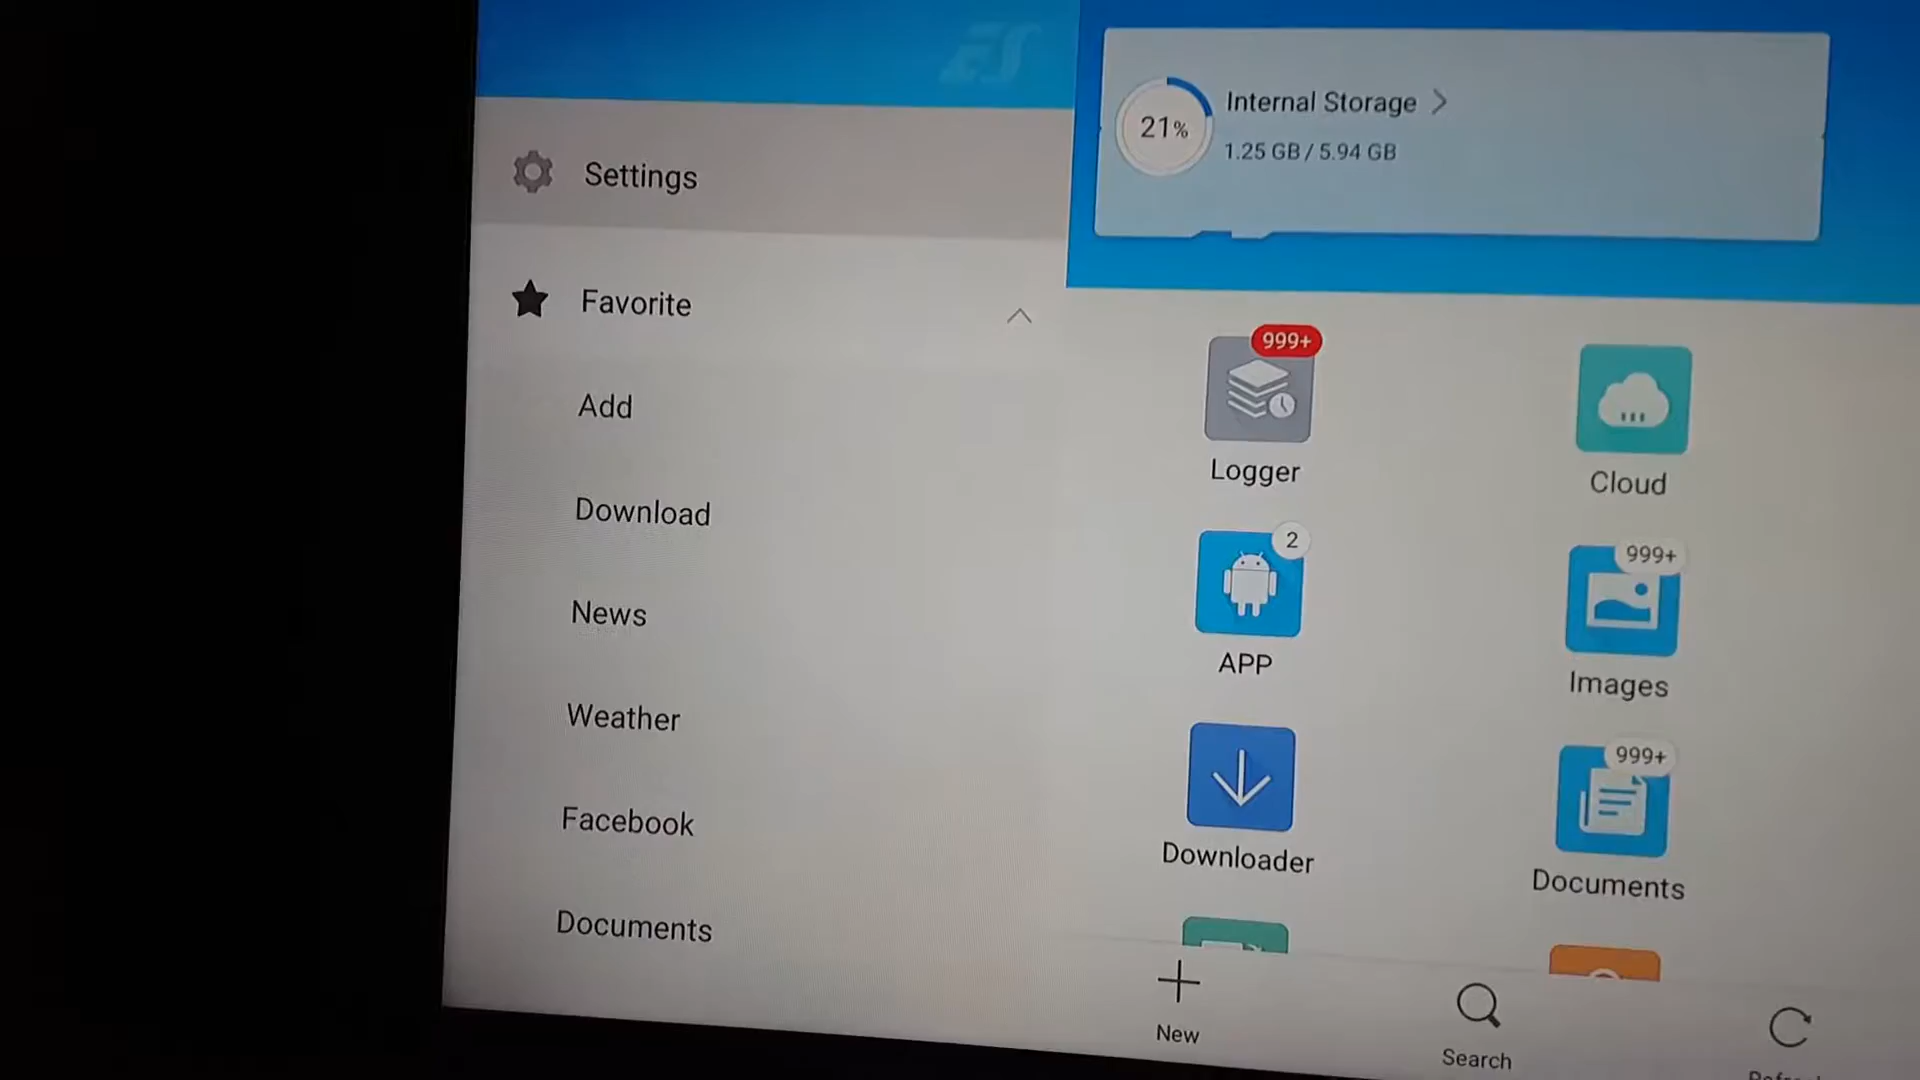 ES
Settings
Favorite
Add
Download
News
Weather
Facebook
Documents
21%
Internal Storage
1.25 GB / 5.94 GB
999+
Logger
Cloud
2
APP
999+
Images
Downloader
999+
Documents
New
Search